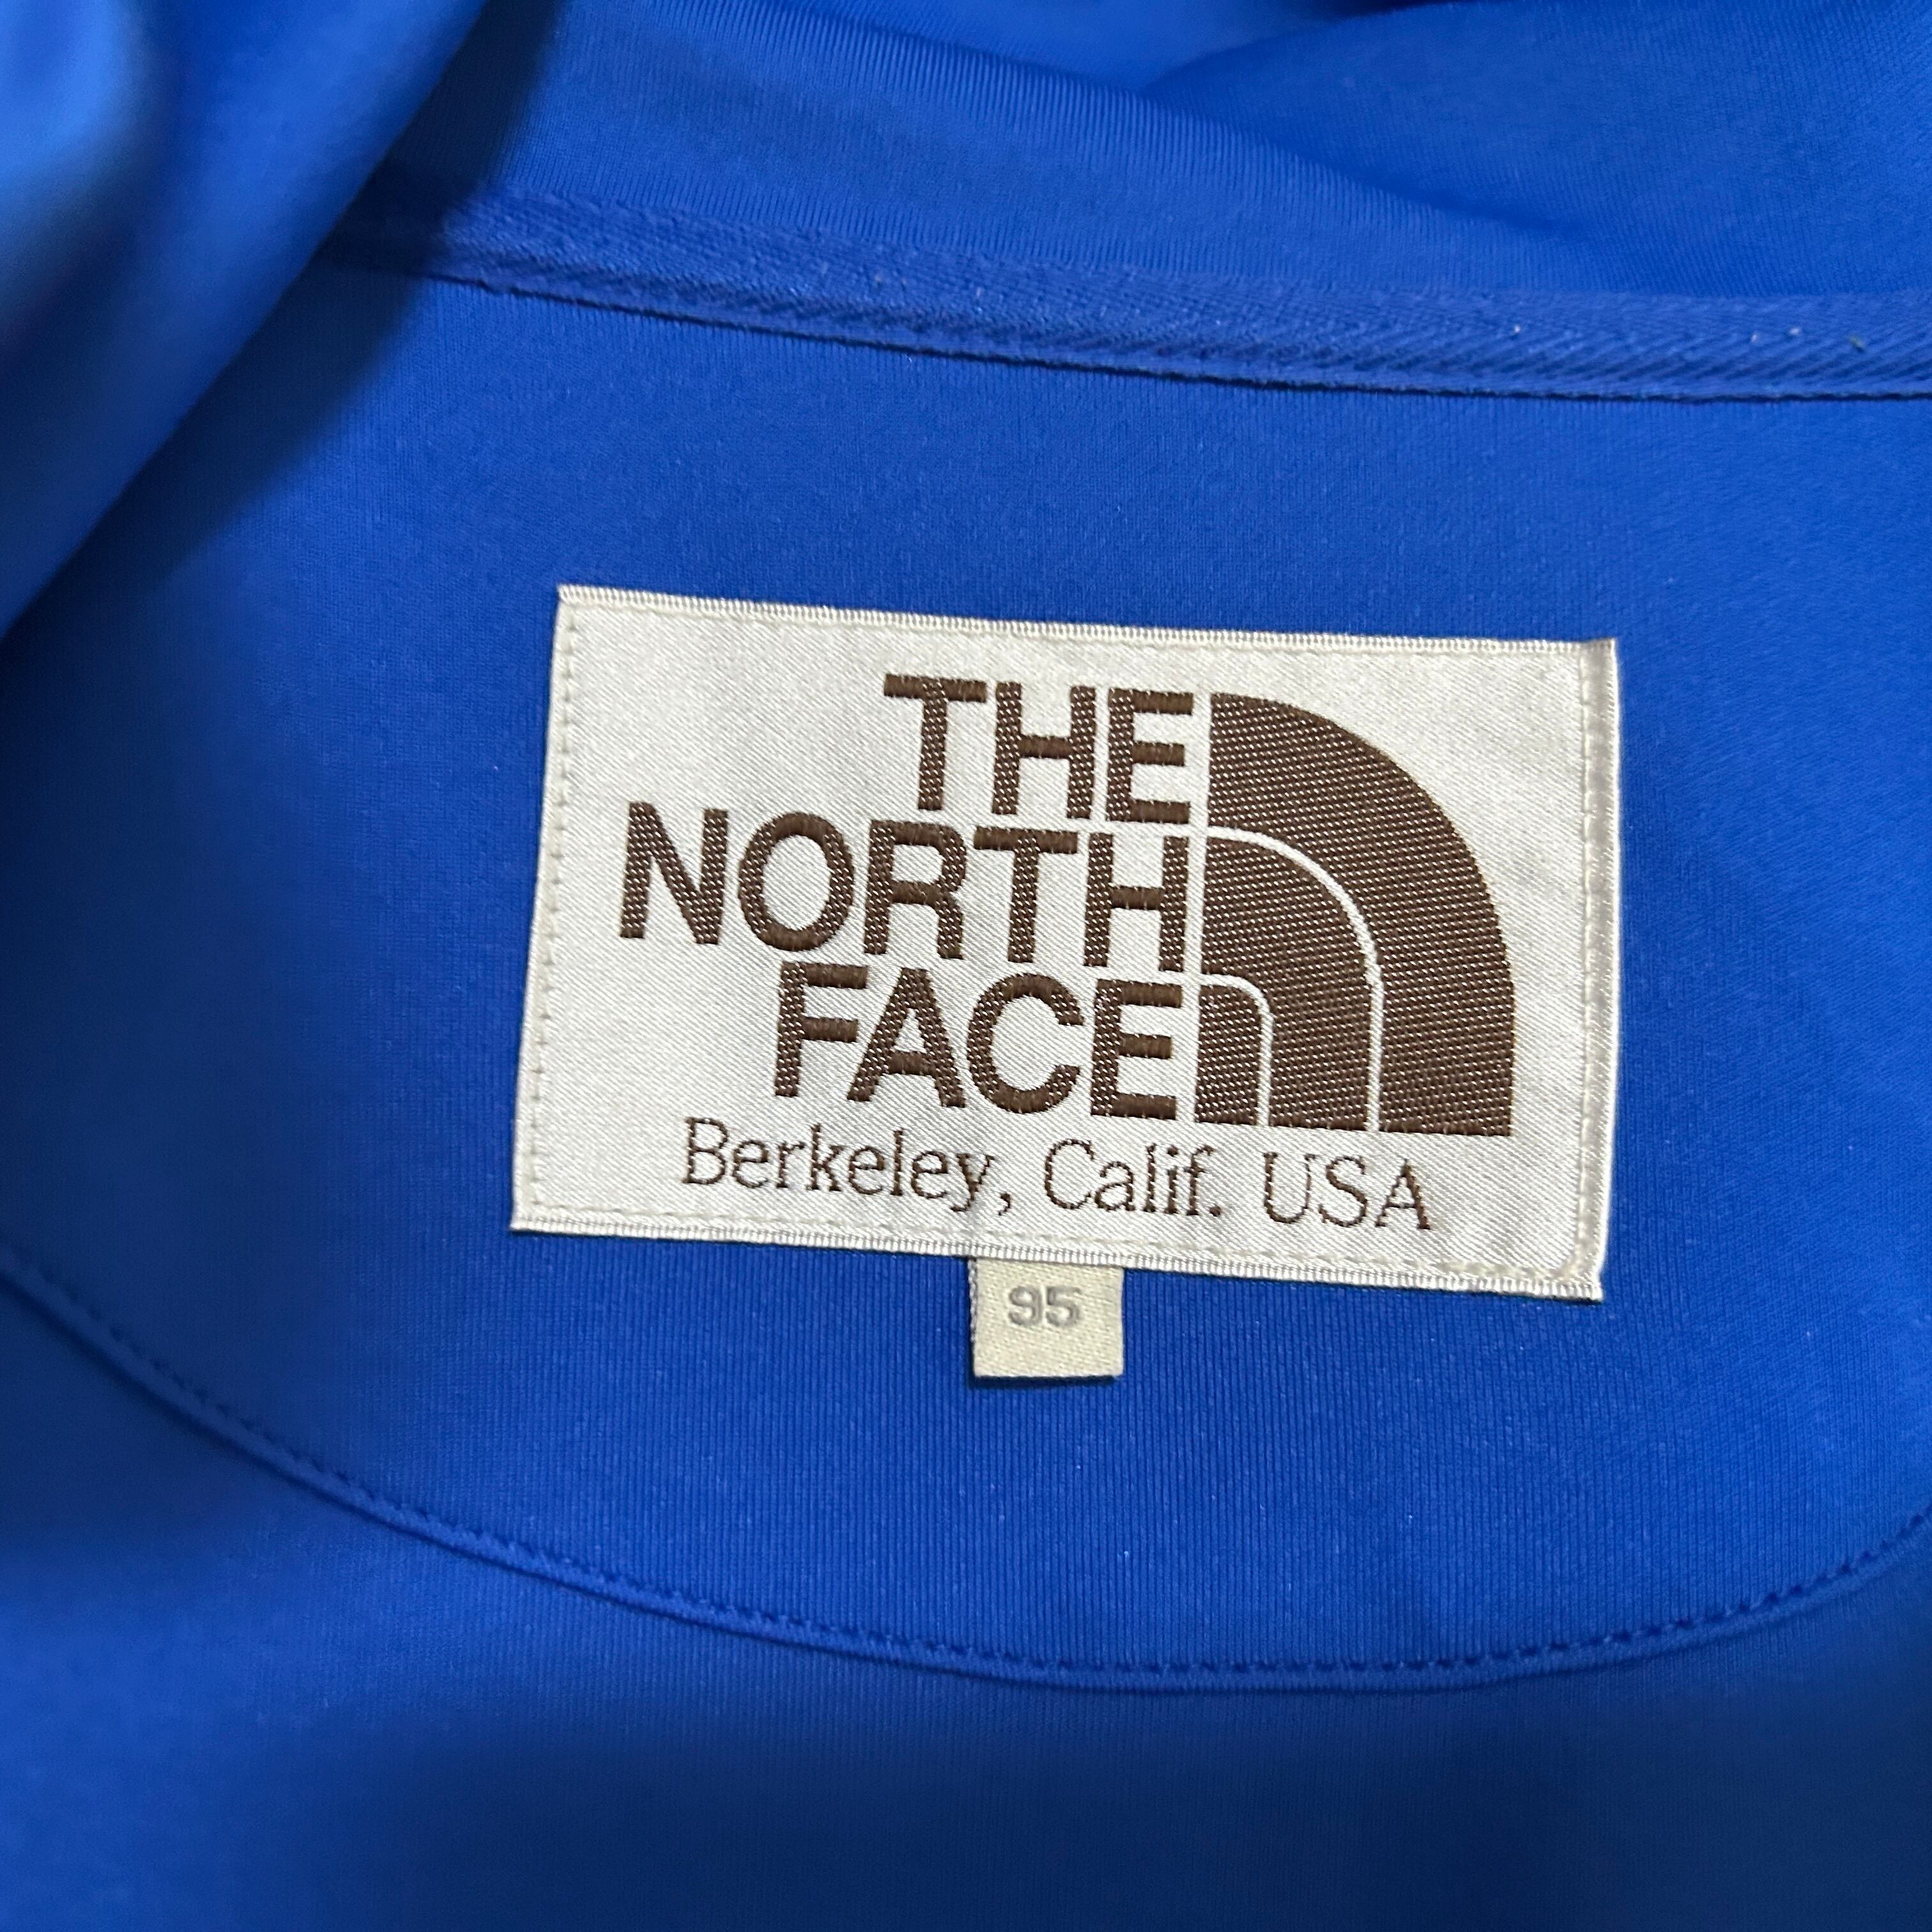 THE
NORTH
FACE
Berkeley, Calif. USA
95